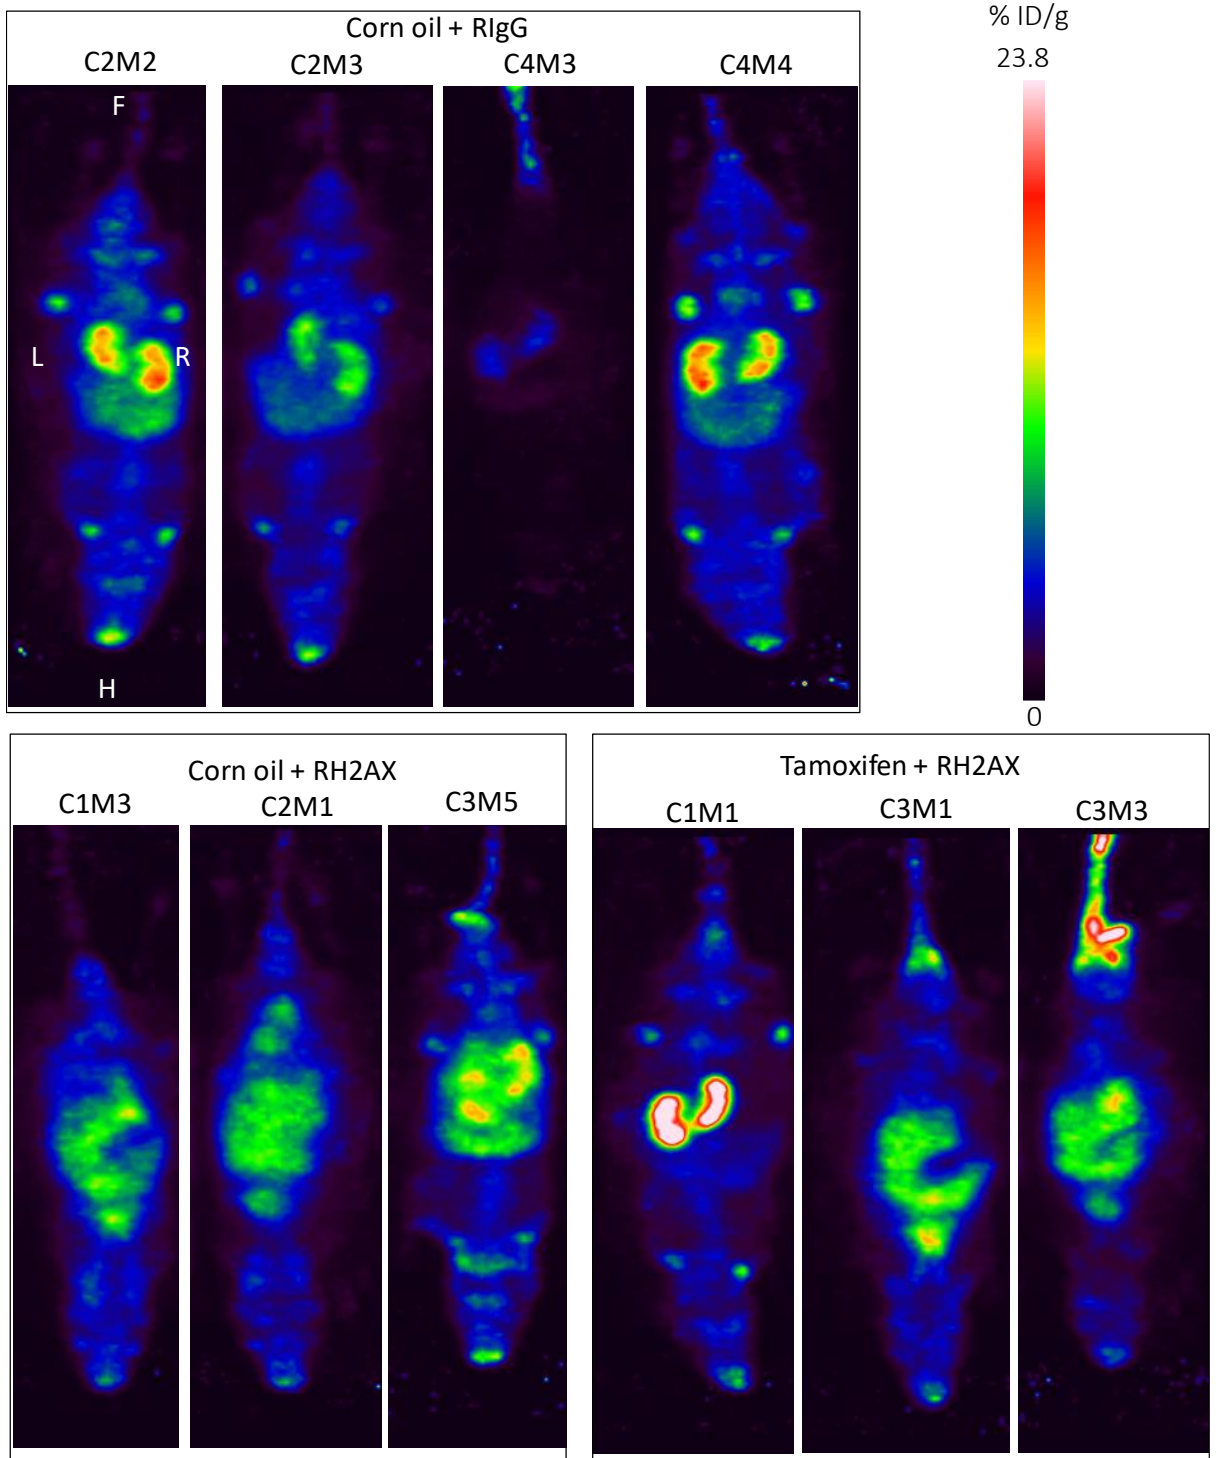 Corn oil + RIgG
C2M2 C2M3 C4M3 C4M4
F
L R
H
% ID/g
23.8
0
Corn oil + RH2AX
C1M3 C2M1 C3M5
Tamoxifen + RH2AX
C1M1 C3M1 C3M3